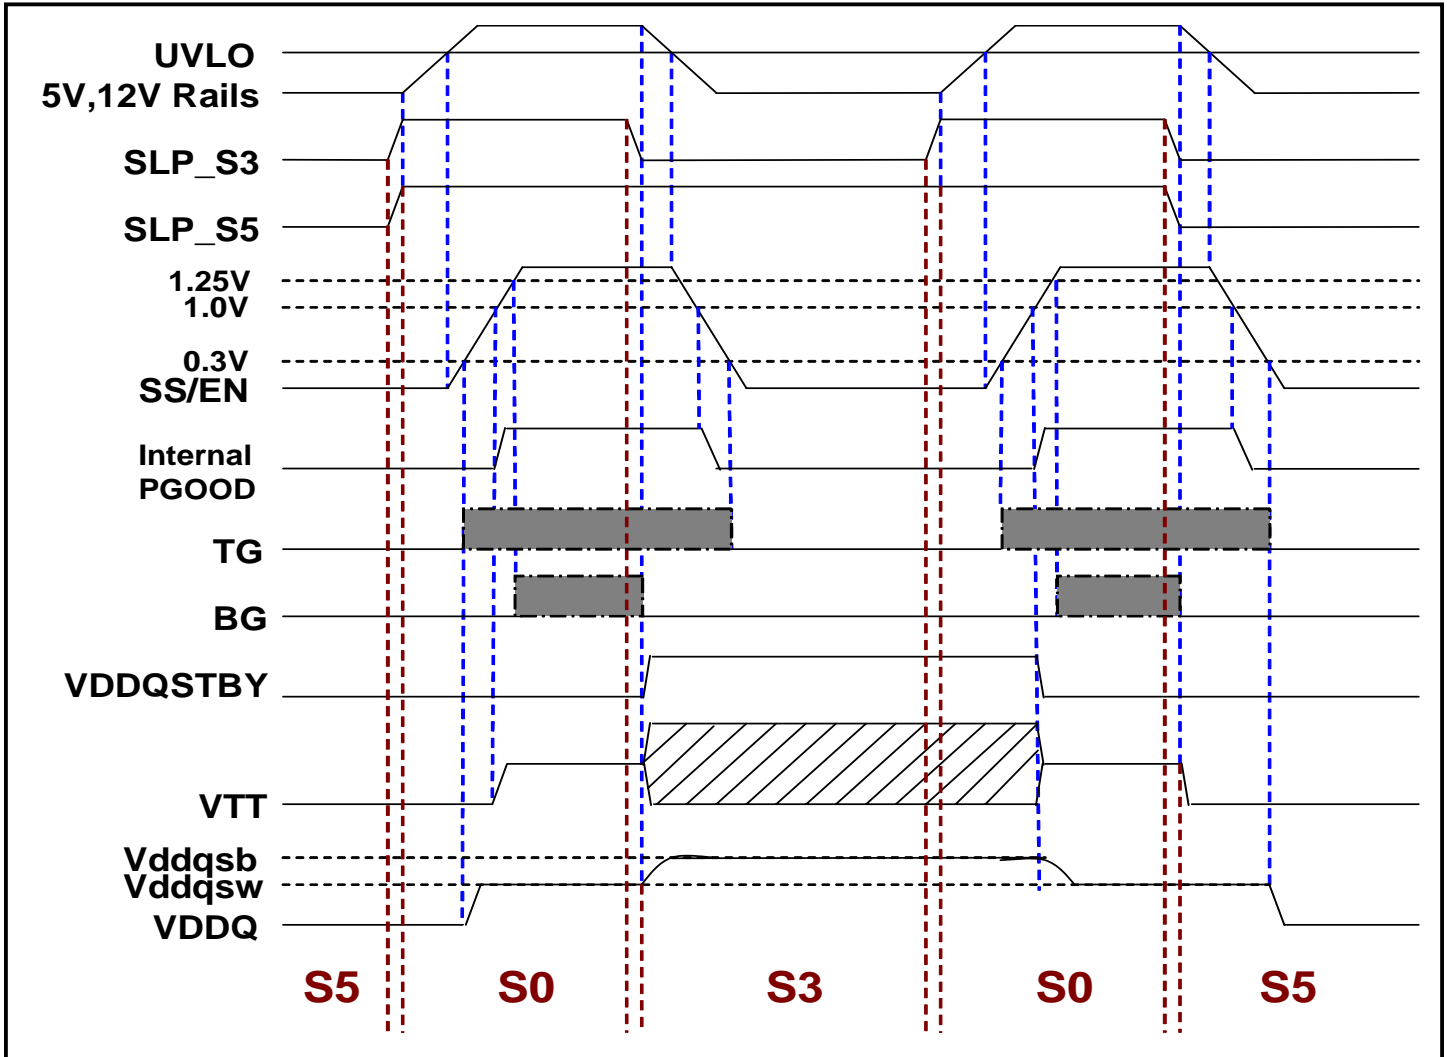 UVLO
5V,12V Rails
SLP_S3
SLP_S5
1.25V
1.0V
0.3V
SS/EN
Internal
PGOOD
TG
BG
VDDQSTBY
VTT
Vddqsb
Vddqsw
VDDQ
S5 S0 S3 S0 S5